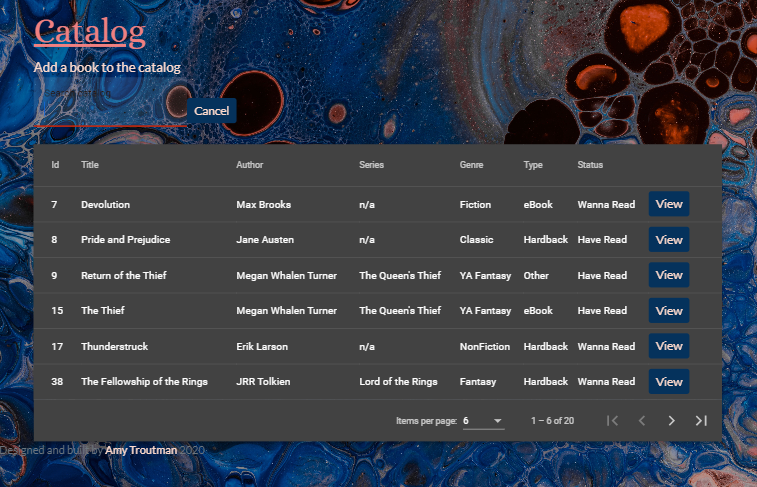 Catalog
Add a book to the catalog
Search catalog
Cancel
Id Title Author Series Genre Type Status
7 Devolution Max Brooks n/a Fiction eBook Wanna Read View
8 Pride and Prejudice Jane Austen n/a Classic Hardback Have Read View
9 Return of the Thief Megan Whalen Turner The Queen's Thief YA Fantasy Other Have Read View
15 The Thief Megan Whalen Turner The Queen's Thief YA Fantasy eBook Have Read View
17 Thunderstruck Erik Larson n/a NonFiction Hardback Wanna Read View
38 The Fellowship of the Rings JRR Tolkien Lord of the Rings Fantasy Hardback Wanna Read View
Items per page: 6 1 – 6 of 20
Designed and built by Amy Troutman 2020